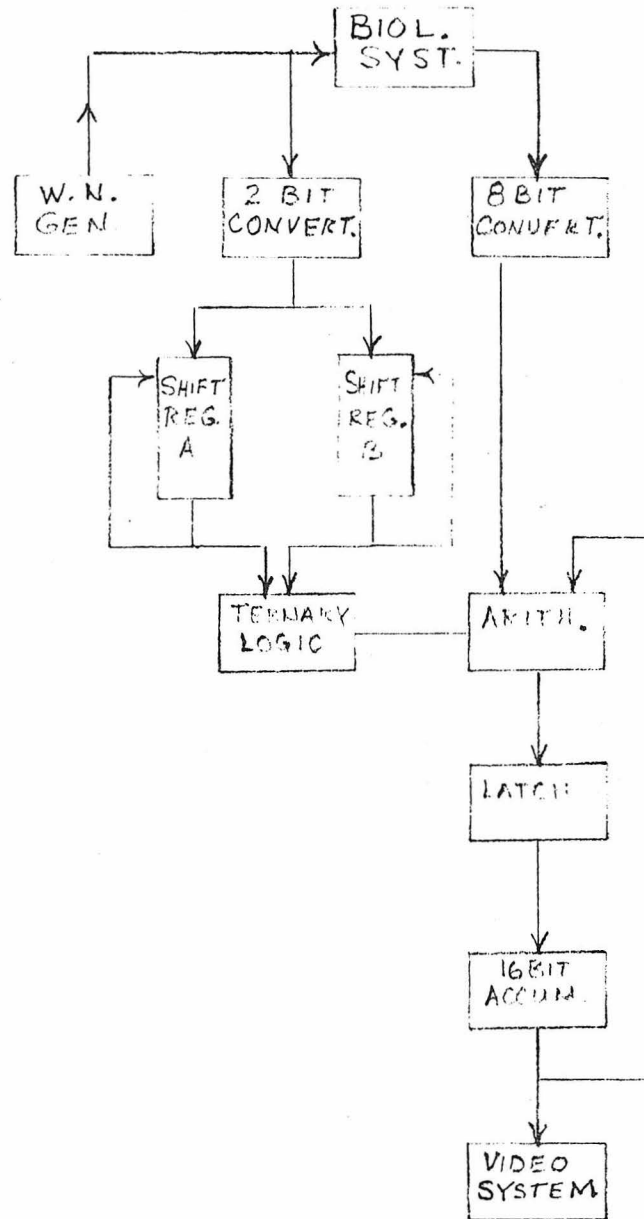 BIOL.
SYST.
W.N.
GEN.
2 BIT
CONVERT.
8 BIT
CONVERT.
SHIFT
REG.
A
SHIFT
REG.
B
TERNARY
LOGIC
ARITH.
LATCH
16 BIT
ACCUM.
VIDEO
SYSTEM